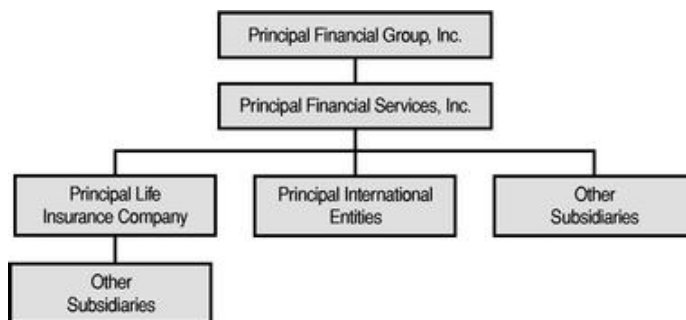 Principal Financial Group, Inc.
Principal Financial Services, Inc.
Principal Life
Insurance Company
Principal International
Entities
Other
Subsidiaries
Other
Subsidiaries